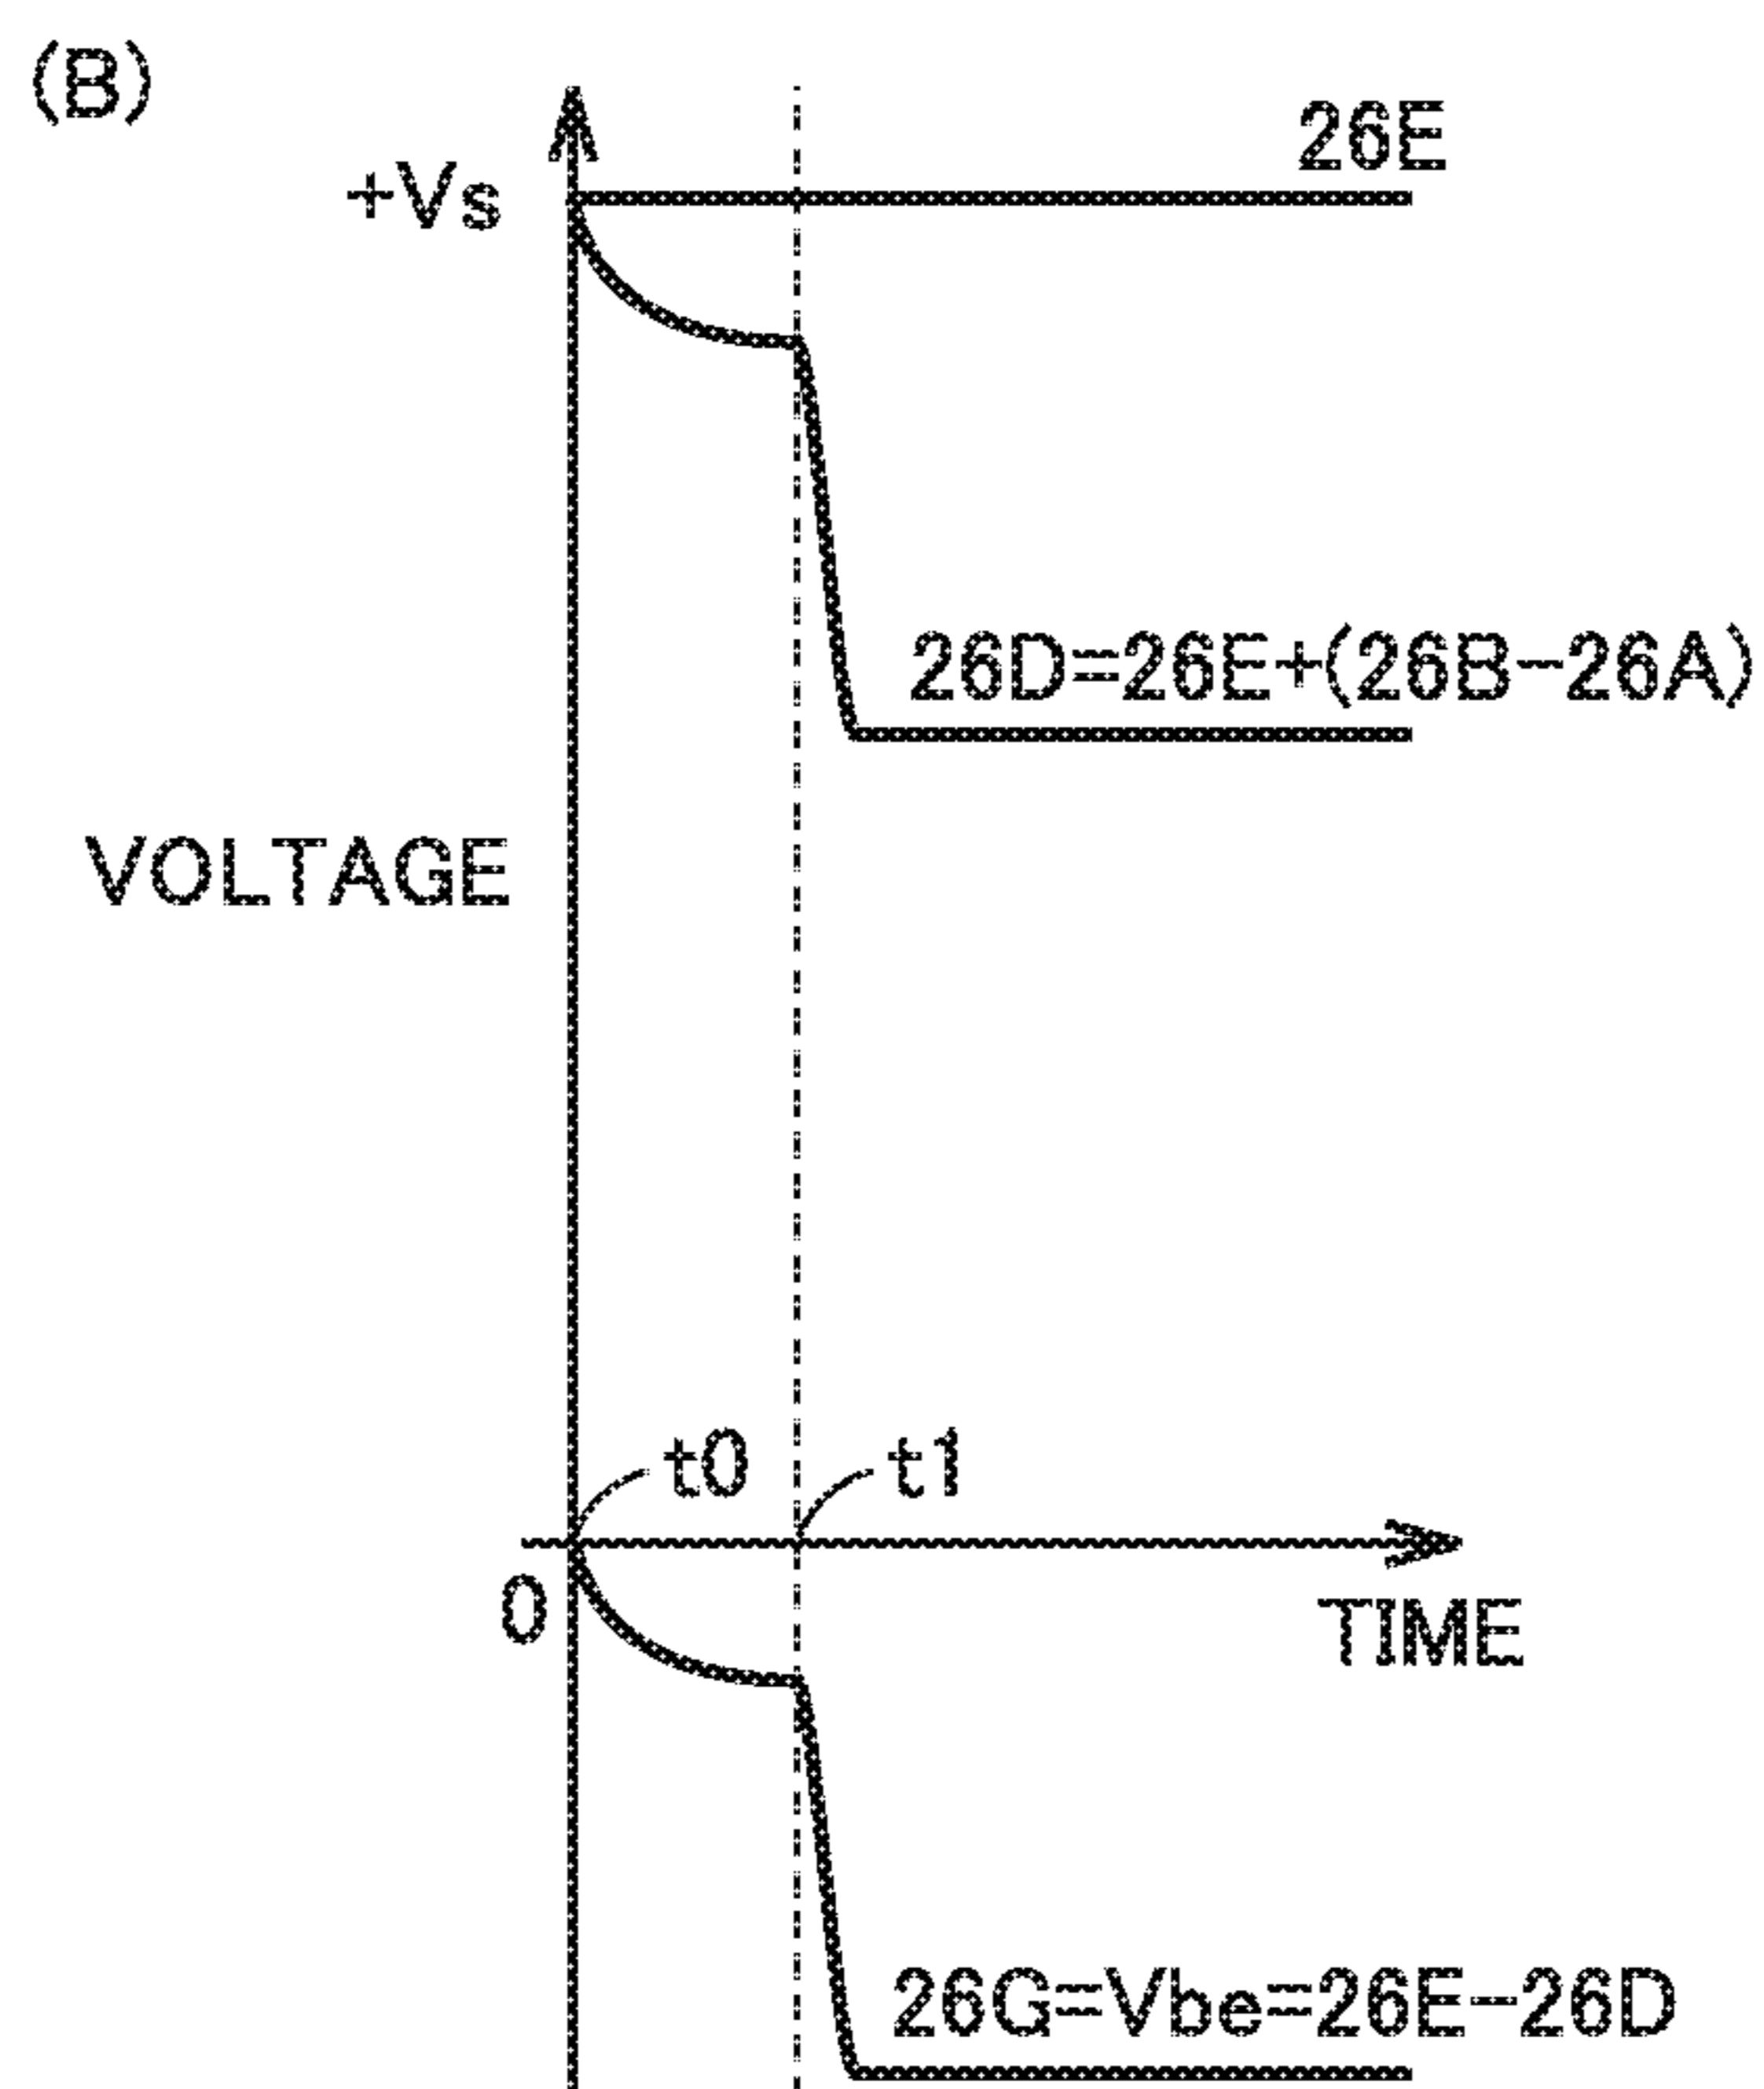 (B)
26E
+Vs
26D=26E+(26B-26A)
VOLTAGE
t0
t1
0
TIME
26G=Vbe=26E-26D